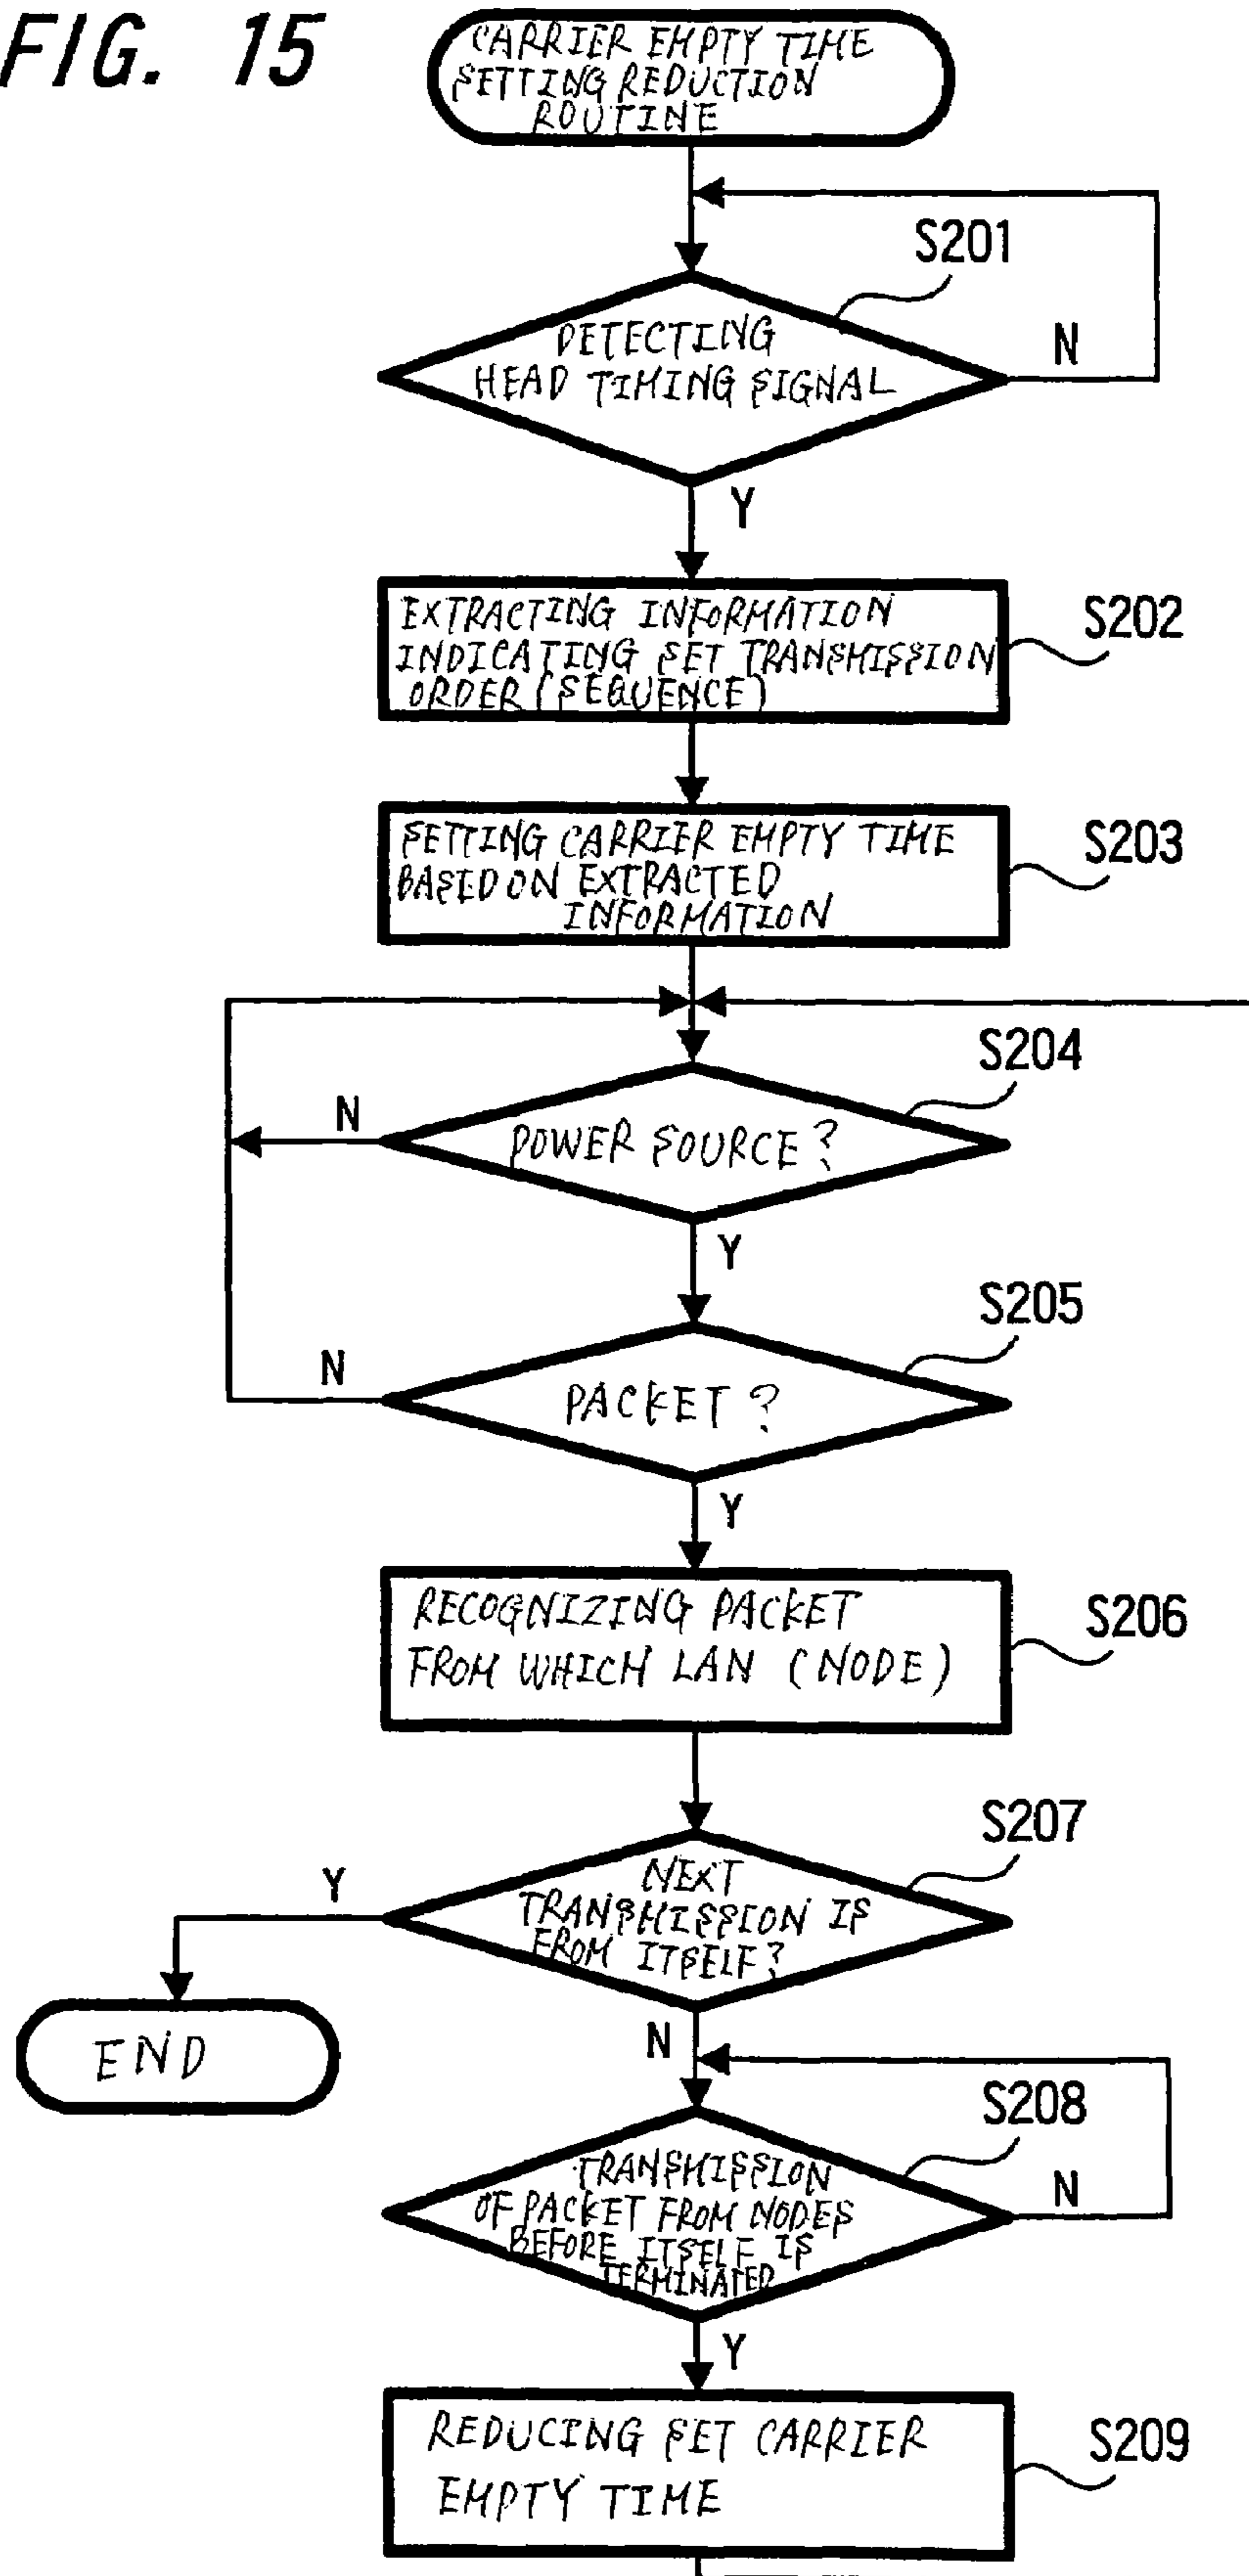 FIG. 15
CARRIER EMPTY TIME
SETTING REDUCTION
ROUTINE
S201
DETECTING
HEAD TIMING SIGNAL
N
Y
EXTRACTING INFORMATION
INDICATING SET TRANSMISSION
ORDER (SEQUENCE)
S202
SETTING CARRIER EMPTY TIME
BASED ON EXTRACTED
INFORMATION
S203
S204
N
POWER SOURCE?
Y
S205
N
PACKET?
Y
RECOGNIZING PACKET
FROM WHICH LAN (NODE)
S206
S207
Y
NEXT
TRANSMISSION IS
FROM ITSELF?
END
N
S208
TRANSMISSION
OF PACKET FROM NODES
BEFORE ITSELF IS
TERMINATED
N
Y
REDUCING SET CARRIER
EMPTY TIME
S209